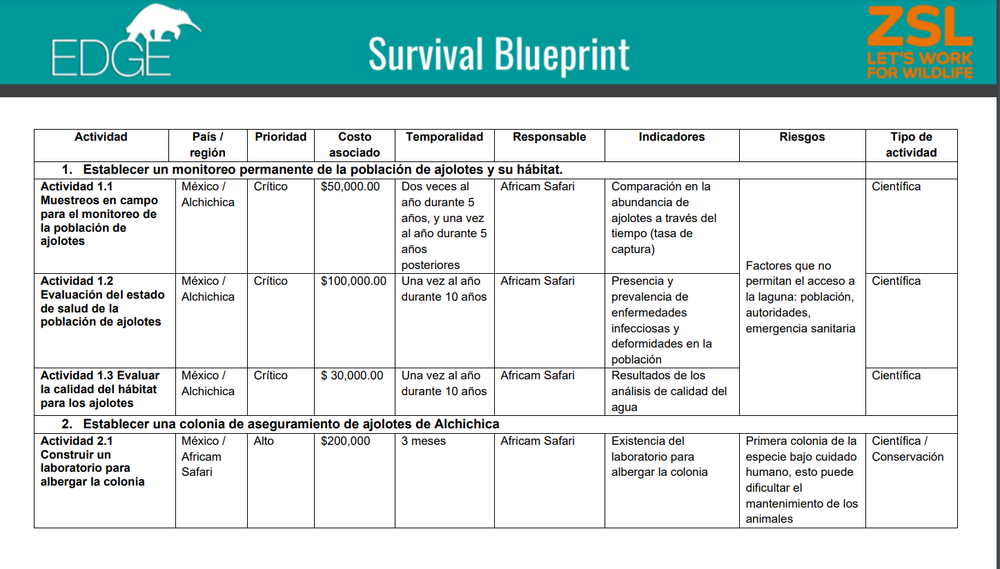 EDGE
Survival Blueprint
ZSL
LET'S WORK
FOR WILDLIFE
Actividad
País /
región
Prioridad
Costo
asociado
Temporalidad
Responsable
Indicadores
Riesgos
Tipo de
actividad
1. Establecer un monitoreo permanente de la población de ajolotes y su hábitat.
Actividad 1.1
Muestreos en campo
para el monitoreo de
la población de
ajolotes
México /
Alchichica
Crítico
$50,000.00
Dos veces al
año durante 5
años, y una vez
al año durante 5
años
posteriores
Africam Safari
Comparación en la
abundancia de
ajolotes a través del
tiempo (tasa de
captura)
Factores que no
permitan el acceso a
la laguna: población,
autoridades,
emergencia sanitaria
Científica
Actividad 1.2
Evaluación del estado
de salud de la
población de ajolotes
México /
Alchichica
Crítico
$100,000.00
Una vez al año
durante 10 años
Africam Safari
Presencia y
prevalencia de
enfermedades
infecciosas y
deformidades en la
población
Científica
Actividad 1.3 Evaluar
la calidad del hábitat
para los ajolotes
México /
Alchichica
Crítico
$ 30,000.00
Una vez al año
durante 10 años
Africam Safari
Resultados de los
análisis de calidad del
agua
Científica
2. Establecer una colonia de aseguramiento de ajolotes de Alchichica
Actividad 2.1
Construir un
laboratorio para
albergar la colonia
México /
Africam
Safari
Alto
$200,000
3 meses
Africam Safari
Existencia del
laboratorio para
albergar la colonia
Primera colonia de la
especie bajo cuidado
humano, esto puede
dificultar el
mantenimiento de los
animales
Científica /
Conservación